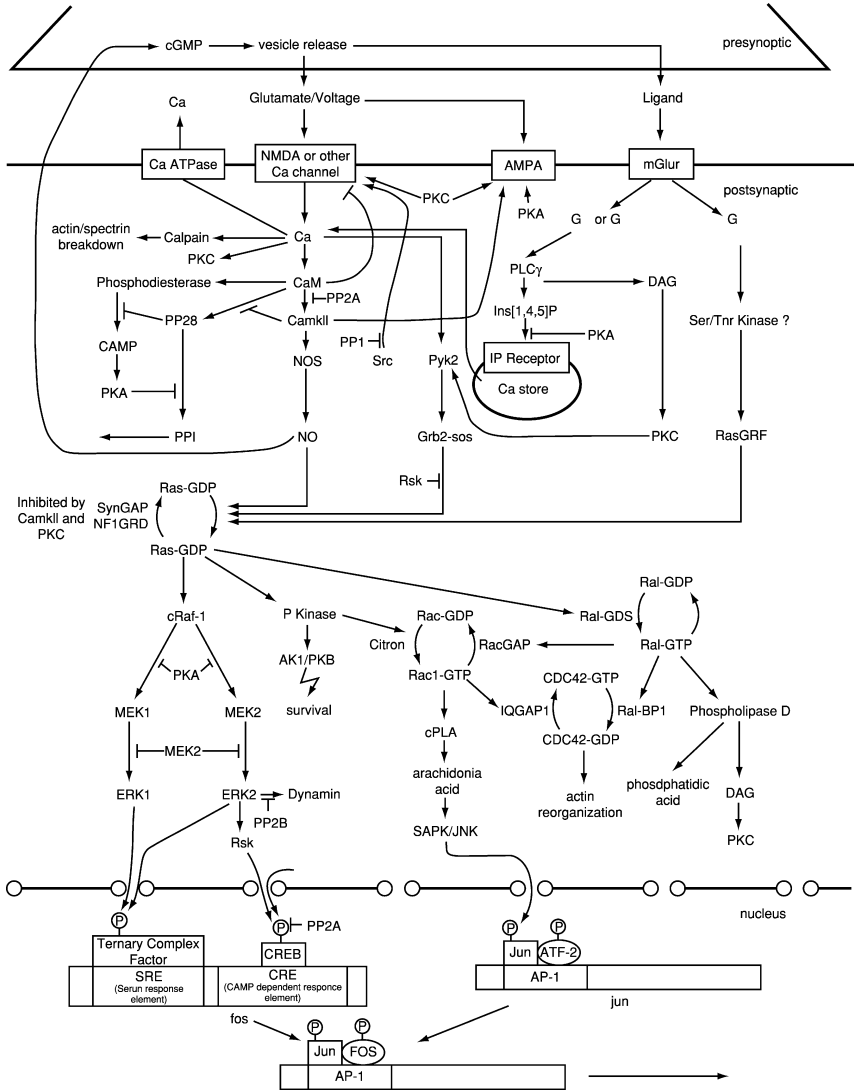 cGMP
vesicle release
presynoptic
Ca
Glutamate/Voltage
Ligand
Ca ATPase
NMDA or other
Ca channel
AMPA
mGlur
postsynaptic
PKC
PKA
G or G
G
actin/spectrin
breakdown
Calpain
Ca
PKC
PLCγ
Phosphodiesterase
CaM
DAG
PP2A
PP28
CamkII
Ins[1,4,5]P
Ser/Tnr Kinase ?
CAMP
PP1
Src
PKA
NOS
Pyk2
IP Receptor
Ca store
PKA
PPI
NO
Grb2-sos
PKC
RasGRF
Rsk
Inhibited by
CamkII and
PKC
SynGAP
NF1GRD
Ras-GDP
Ras-GDP
cRaf-1
P Kinase
Rac-GDP
Ral-GDS
Ral-GDP
Citron
RacGAP
Ral-GTP
AK1/PKB
Rac1-GTP
PKA
CDC42-GTP
survival
MEK1
MEK2
IQGAP1
Ral-BP1
Phospholipase D
cPLA
CDC42-GDP
MEK2
arachidonia
acid
actin
reorganization
phosdphatidic
acid
DAG
ERK1
ERK2
Dynamin
PP2B
Rsk
SAPK/JNK
PKC
nucleus
P
P
PP2A
P
P
Ternary Complex
Factor
CREB
Jun
ATF-2
SRE
(Serun response
element)
CRE
(CAMP dependent responce
element)
AP-1
jun
fos
P
P
Jun
FOS
AP-1